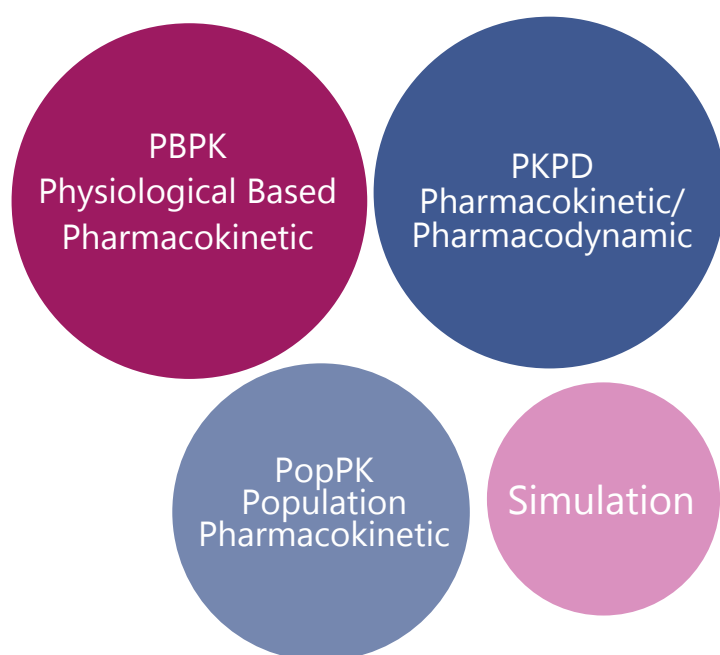 PBPK
Physiological Based
Pharmacokinetic
PKPD
Pharmacokinetic/
Pharmacodynamic
PopPK
Population
Pharmacokinetic
Simulation